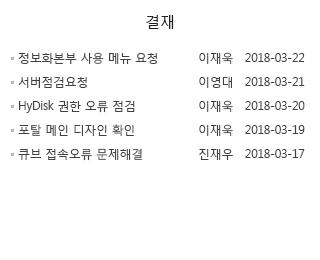 결재
정보화본부 사용 메뉴 요청 이재욱 2018-03-22
서버점검요청 이영대 2018-03-21
HyDisk 권한 오류 점검 이재욱 2018-03-20
포탈 메인 디자인 확인 이재욱 2018-03-19
큐브 접속오류 문제해결 진재우 2018-03-17